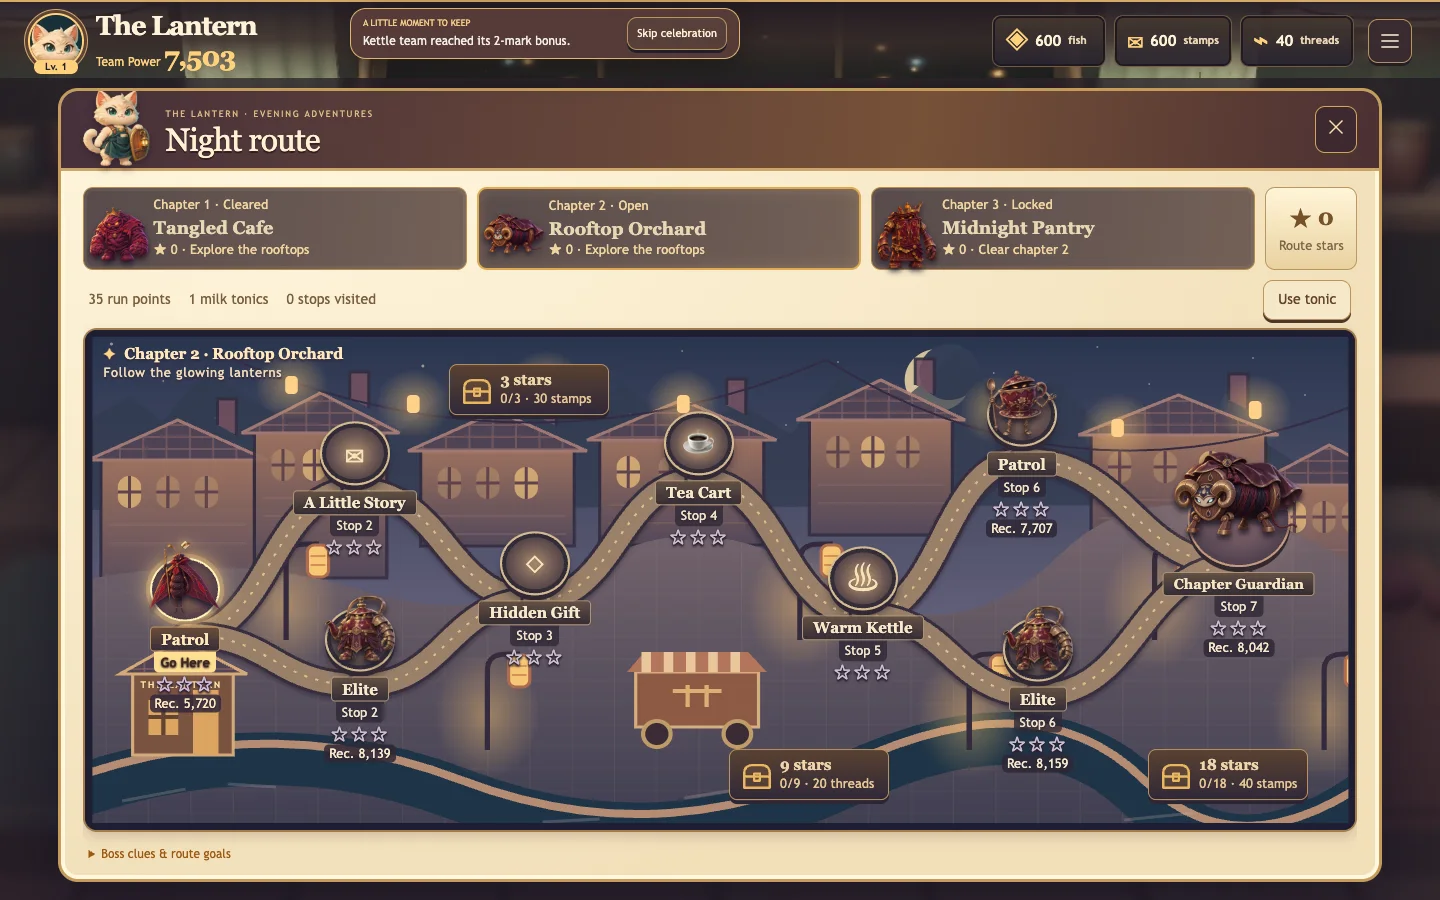 The Lantern
Team Power 7,503
Lv. 1
A LITTLE MOMENT TO KEEP
Kettle team reached its 2-mark bonus.
Skip celebration
600 fish
600 stamps
40 threads
THE LANTERN · EVENING ADVENTURES
Night route
Chapter 1 · Cleared
Tangled Cafe
★ 0 · Explore the rooftops
Chapter 2 · Open
Rooftop Orchard
★ 0 · Explore the rooftops
Chapter 3 · Locked
Midnight Pantry
★ 0 · Clear chapter 2
★ 0
Route stars
35 run points
1 milk tonics
0 stops visited
Use tonic
Chapter 2 · Rooftop Orchard
Follow the glowing lanterns
3 stars
0/3 · 30 stamps
A Little Story
Stop 2
Tea Cart
Stop 4
Patrol
Stop 6
Rec. 7,707
Hidden Gift
Stop 3
Chapter Guardian
Stop 7
Rec. 8,042
Warm Kettle
Stop 5
Patrol
Go Here
Rec. 5,720
Elite
Stop 2
Rec. 8,139
Elite
Stop 6
Rec. 8,159
9 stars
0/9 · 20 threads
18 stars
0/18 · 40 stamps
Boss clues & route goals